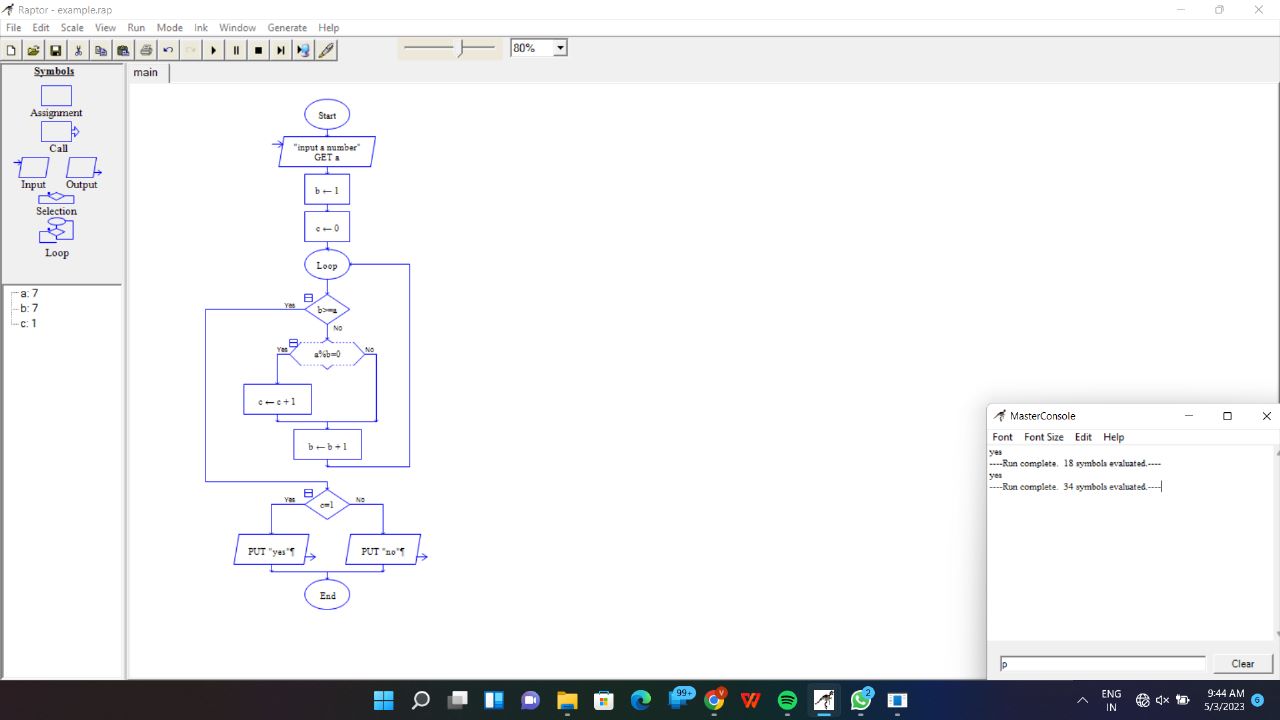 Raptor - example.rap
File Edit Scale View Run Mode Ink Window Generate Help
80%
Symbols
main
Assignment
Call
Input Output
Selection
Loop
a: 7
b: 7
c: 1
Start
"input a number"
GET a
b ← 1
c ← 0
Loop
Yes
b>=a
No
Yes
a%b=0
No
c ← c + 1
b ← b + 1
Yes
c=1
No
PUT "yes"¶
PUT "no"¶
End
MasterConsole
Font Font Size Edit Help
yes
----Run complete. 18 symbols evaluated.----
yes
----Run complete. 34 symbols evaluated.----
p
Clear
99+
V
2
ENG
IN
9:44 AM
5/3/2023
6